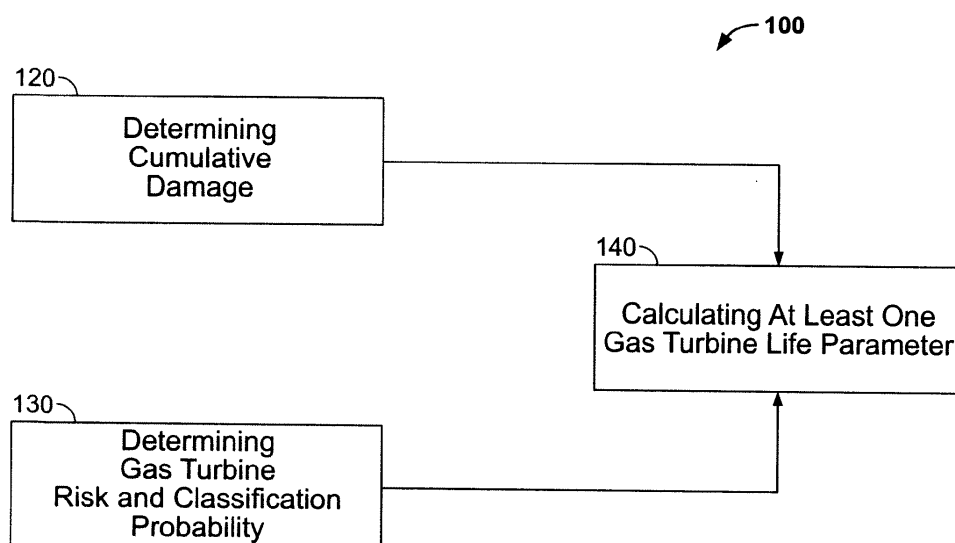 100
120
Determining
Cumulative
Damage
140
Calculating At Least One
Gas Turbine Life Parameter
130
Determining
Gas Turbine
Risk and Classification
Probability